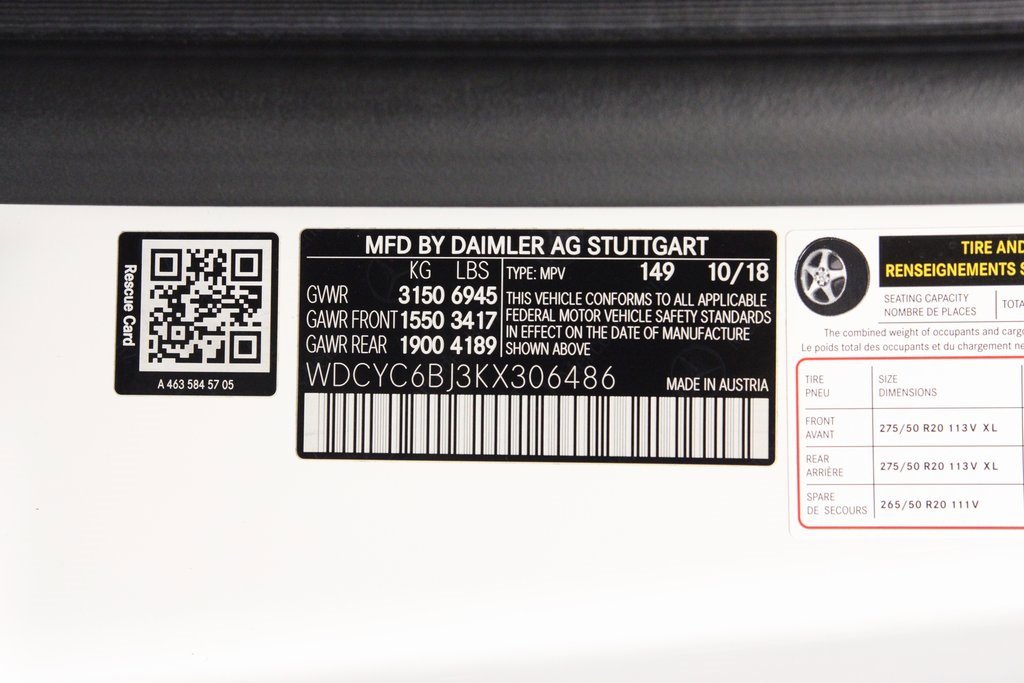 Rescue Card
A 463 584 57 05
MFD BY DAIMLER AG STUTTGART
KG LBS
GVWR 3150 6945
GAWR FRONT 1550 3417
GAWR REAR 1900 4189
TYPE: MPV 149 10/18
THIS VEHICLE CONFORMS TO ALL APPLICABLE
FEDERAL MOTOR VEHICLE SAFETY STANDARDS
IN EFFECT ON THE DATE OF MANUFACTURE
SHOWN ABOVE
WDCYC6BJ3KX306486 MADE IN AUSTRIA
TIRE AND
RENSEIGNEMENTS
SEATING CAPACITY
NOMBRE DE PLACES
The combined weight of occupants and
Le poids total des occupants et du chargement
TIRE SIZE
PNEU DIMENSIONS
FRONT
AVANT
275/50 R20 113V XL
REAR
ARRIÈRE
275/50 R20 113V XL
SPARE
DE SECOURS
265/50 R20 111V